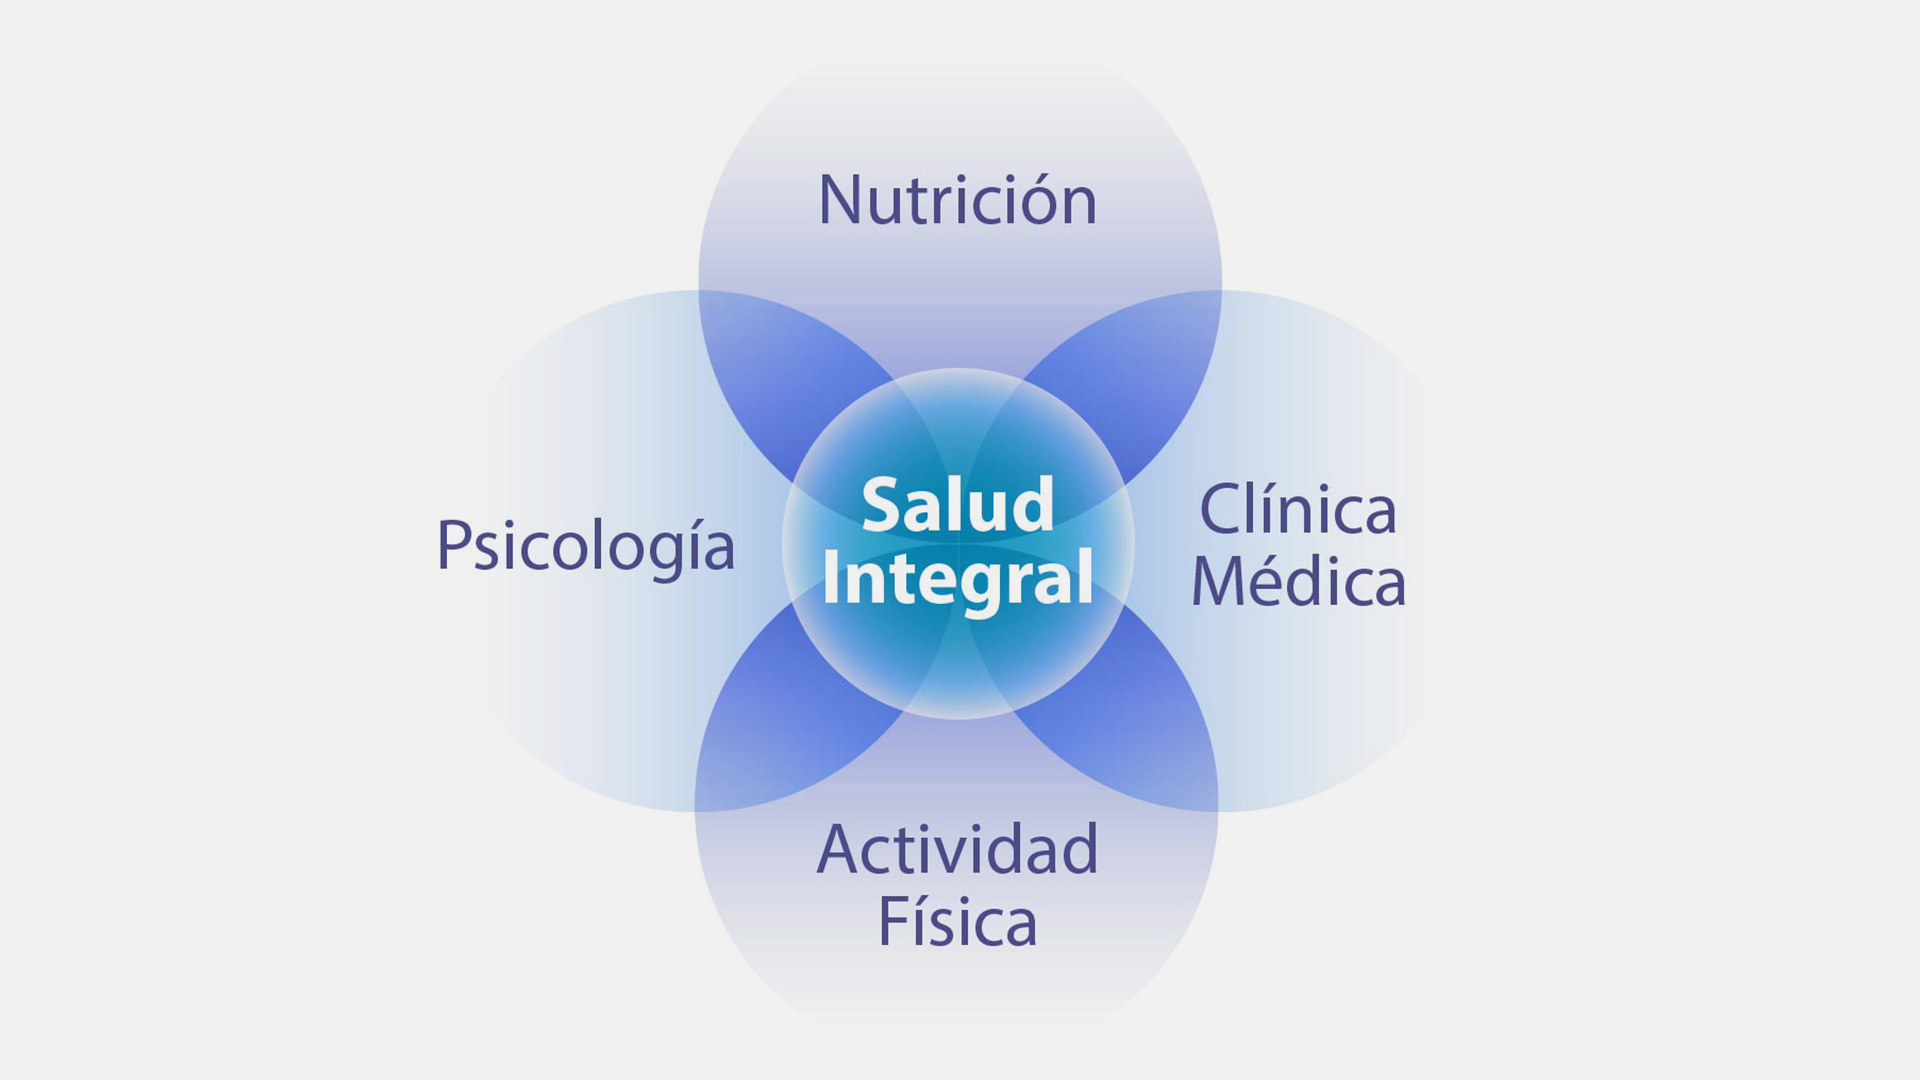 Nutrición
Psicología
Salud
Integral
Clínica
Médica
Actividad
Física